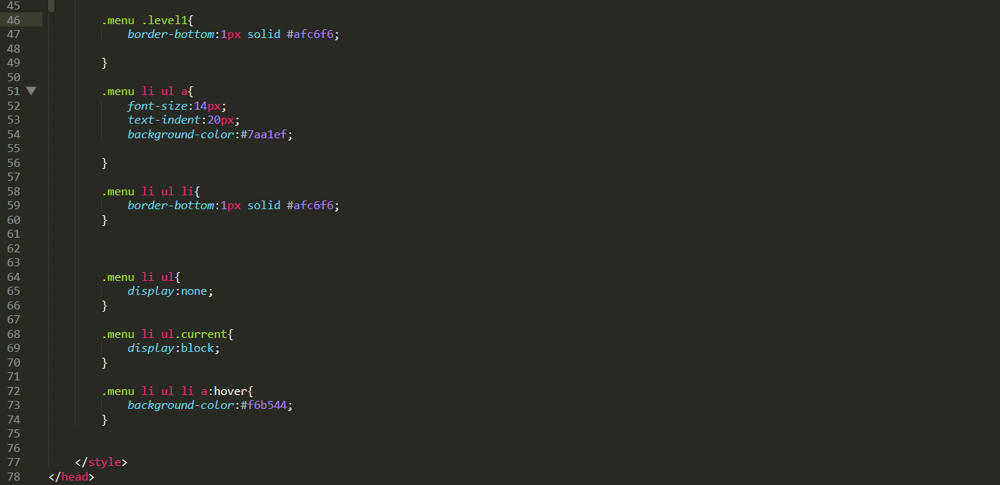 45
46 .menu .level1{
47 border-bottom:1px solid #afc6f6;
48
49 }
50
51 .menu li ul a{
52 font-size:14px;
53 text-indent:20px;
54 background-color:#7aa1ef;
55
56 }
57
58 .menu li ul li{
59 border-bottom:1px solid #afc6f6;
60 }
61
62
63
64 .menu li ul{
65 display:none;
66 }
67
68 .menu li ul.current{
69 display:block;
70 }
71
72 .menu li ul li a:hover{
73 background-color:#f6b544;
74 }
75
76
77 </style>
78 </head>